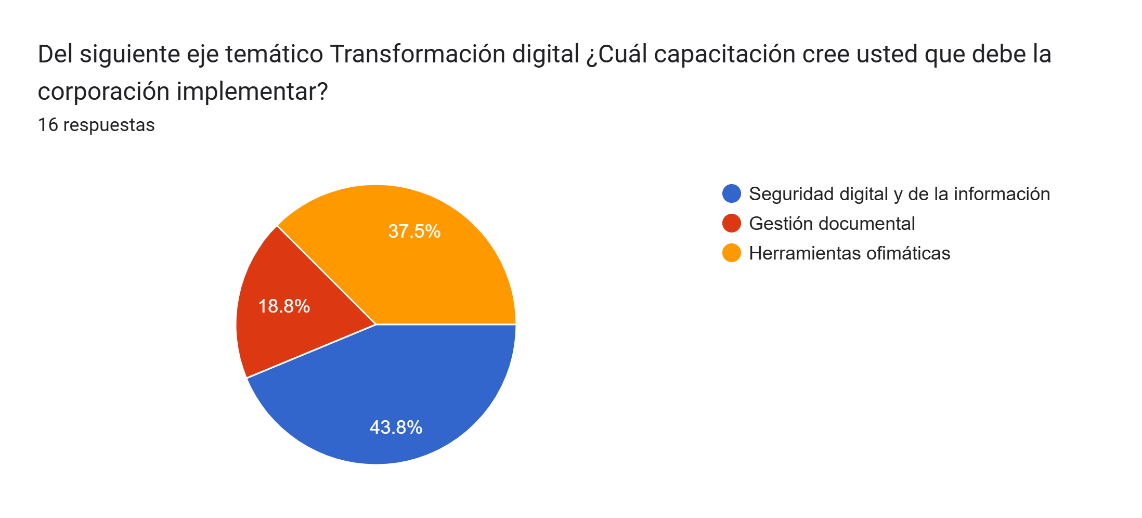 Del siguiente eje temático Transformación digital ¿Cuál capacitación cree usted que debe la
corporación implementar?
16 respuestas
37.5%
18.8%
43.8%
Seguridad digital y de la información
Gestión documental
Herramientas ofimáticas